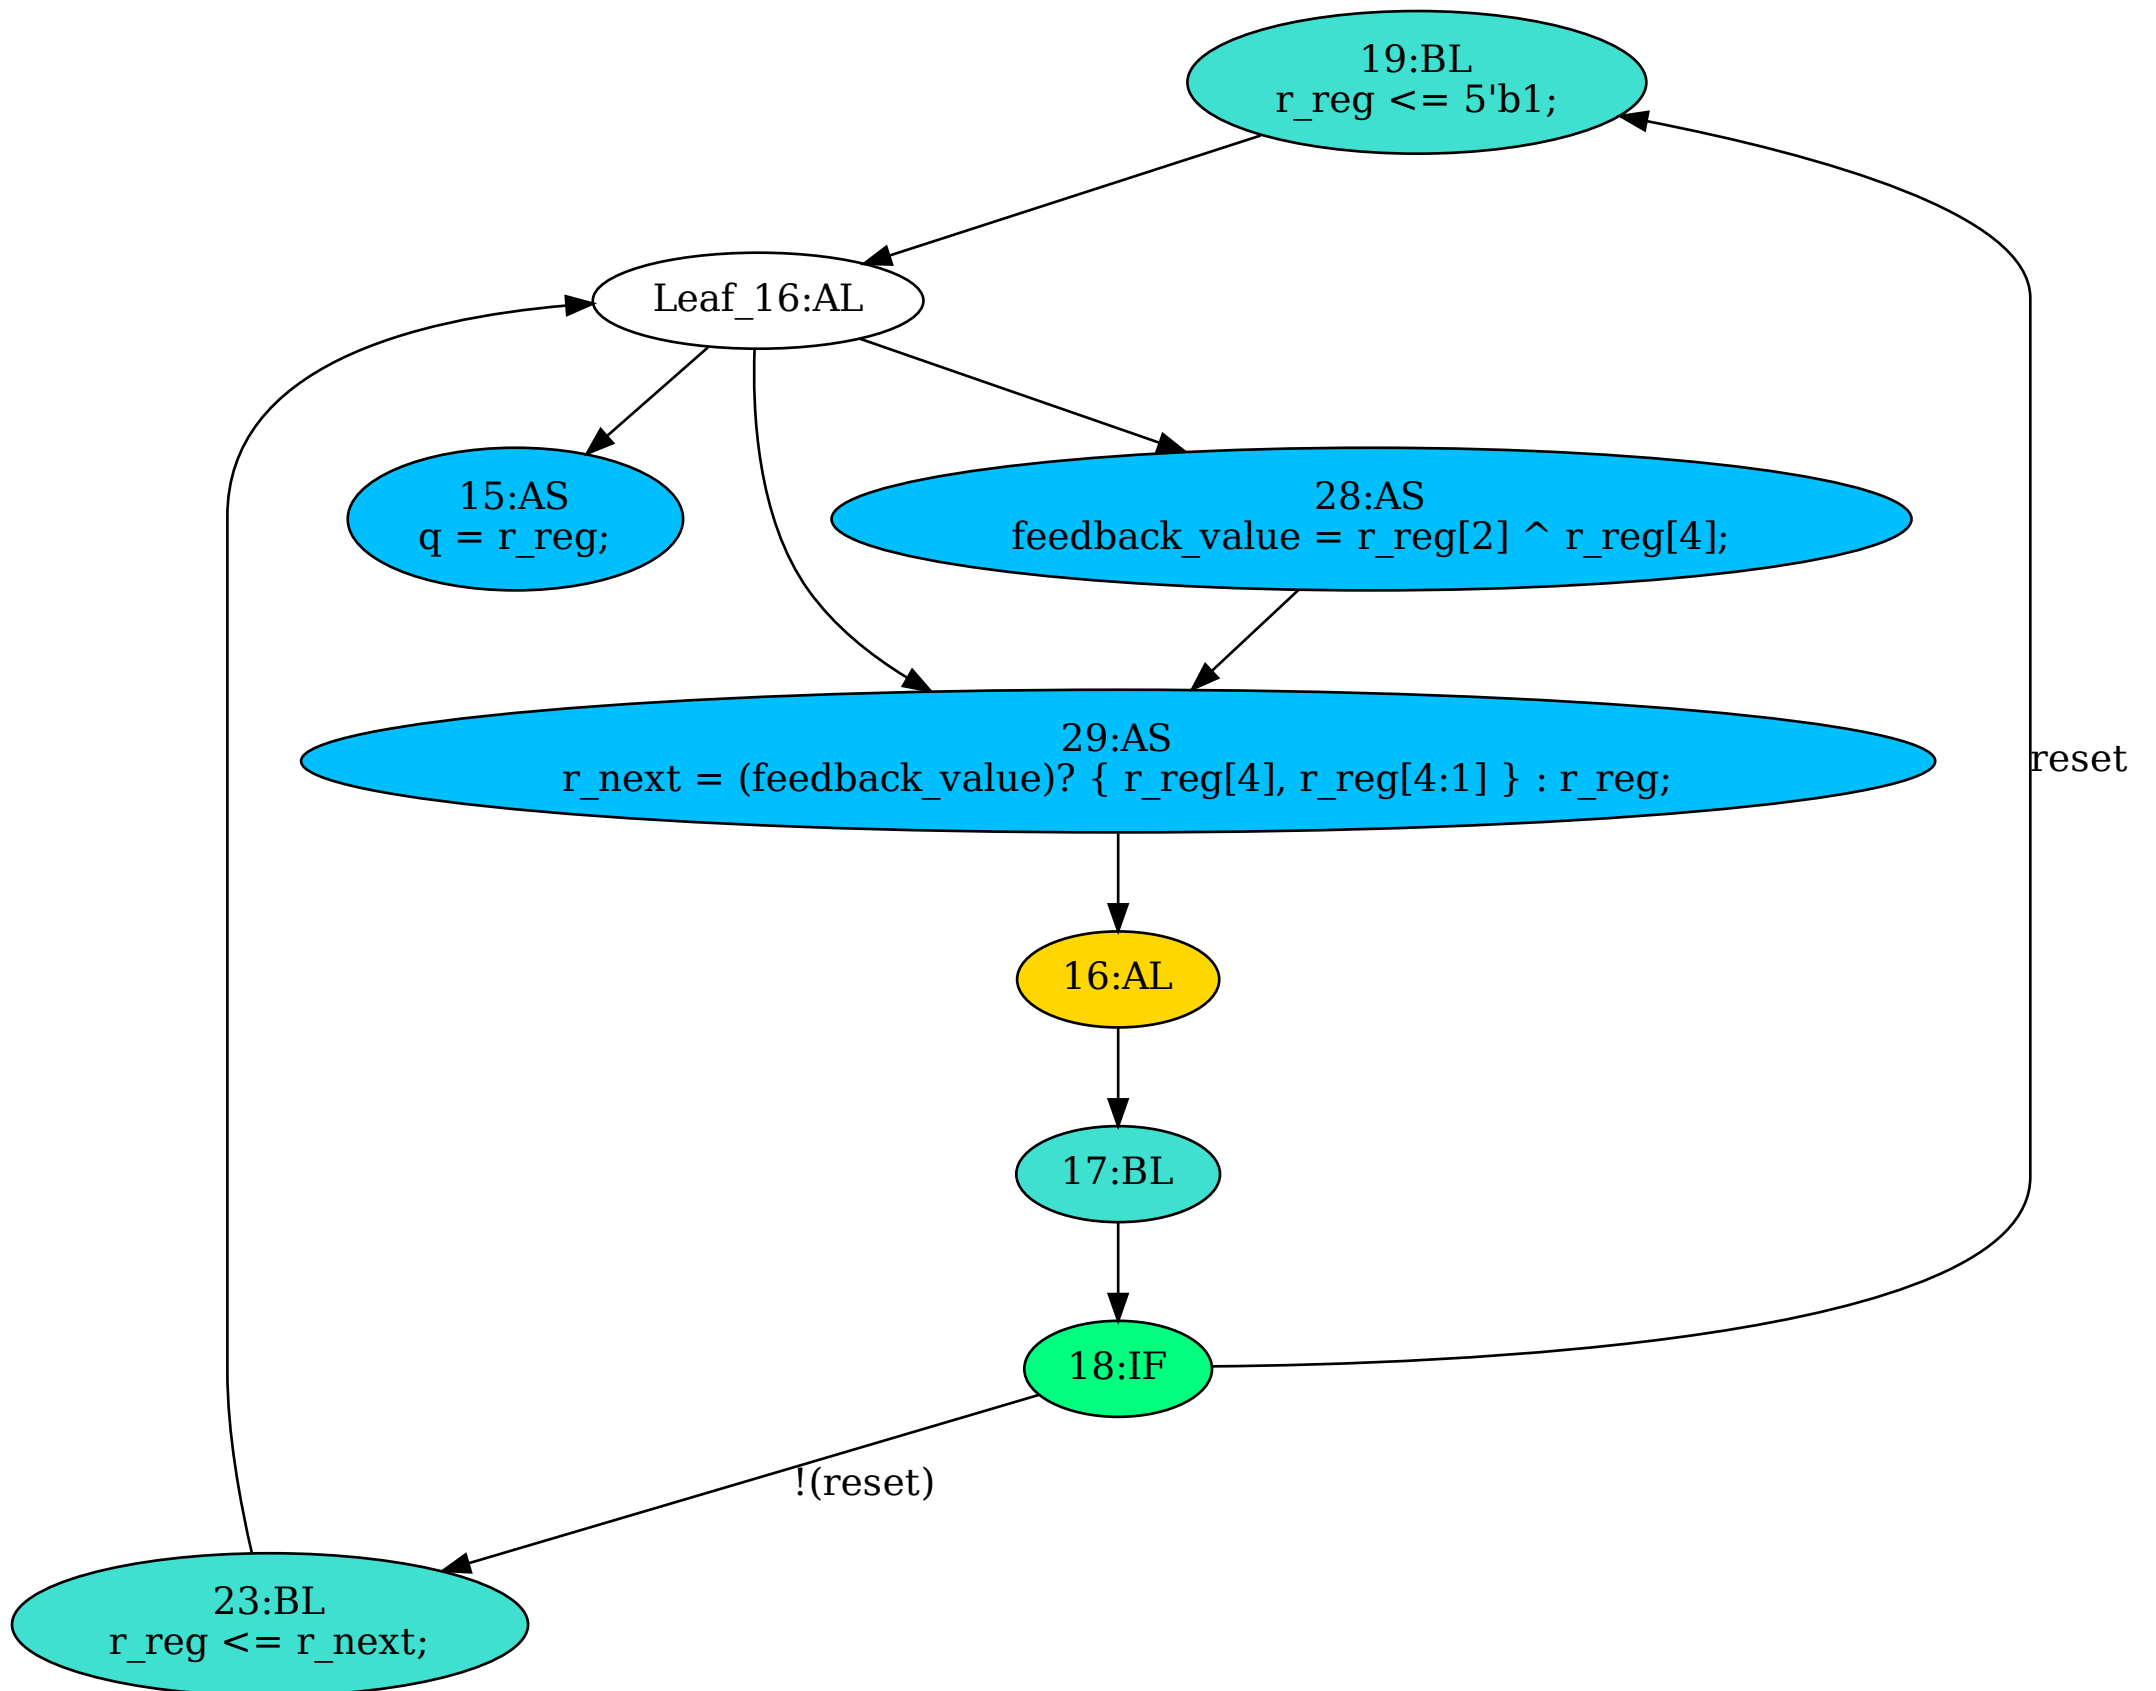 19:BL
r_reg <= 5'b1;
Leaf_16:AL
15:AS
q = r_reg;
28:AS
feedback_value = r_reg[2] ^ r_reg[4];
29:AS
r_next = (feedback_value)? { r_reg[4], r_reg[4:1] } : r_reg;
reset
16:AL
17:BL
18:IF
!(reset)
23:BL
r_reg <= r_next;